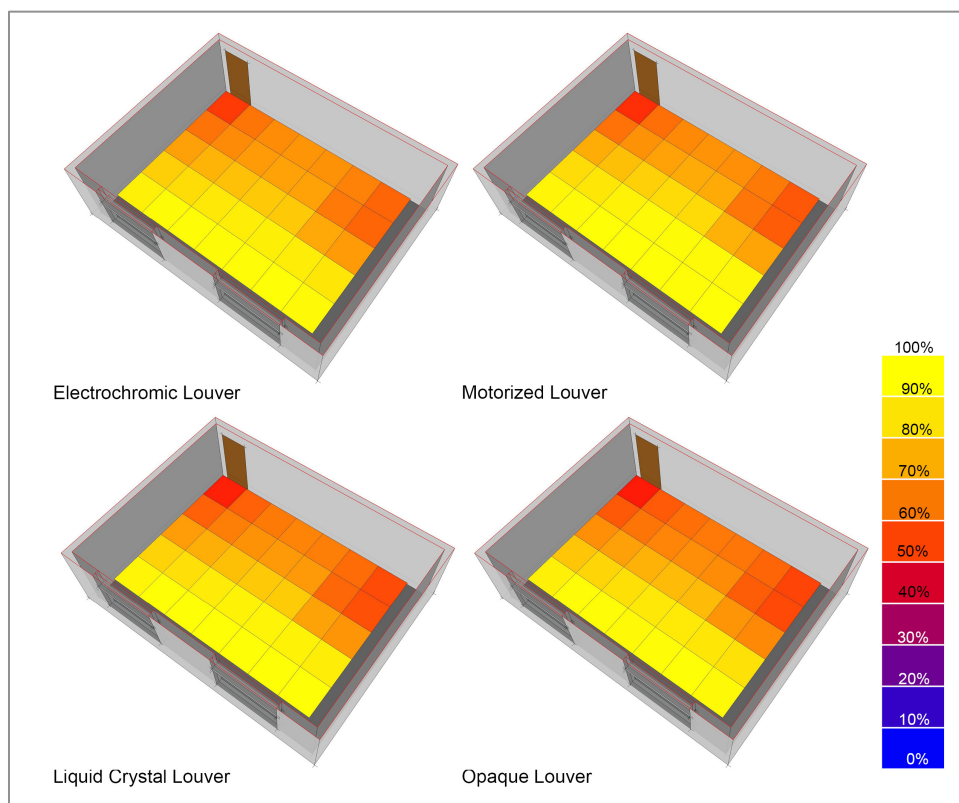 Electrochromic Louver
Motorized Louver
Liquid Crystal Louver
Opaque Louver
100%
90%
80%
70%
60%
50%
40%
30%
20%
10%
0%